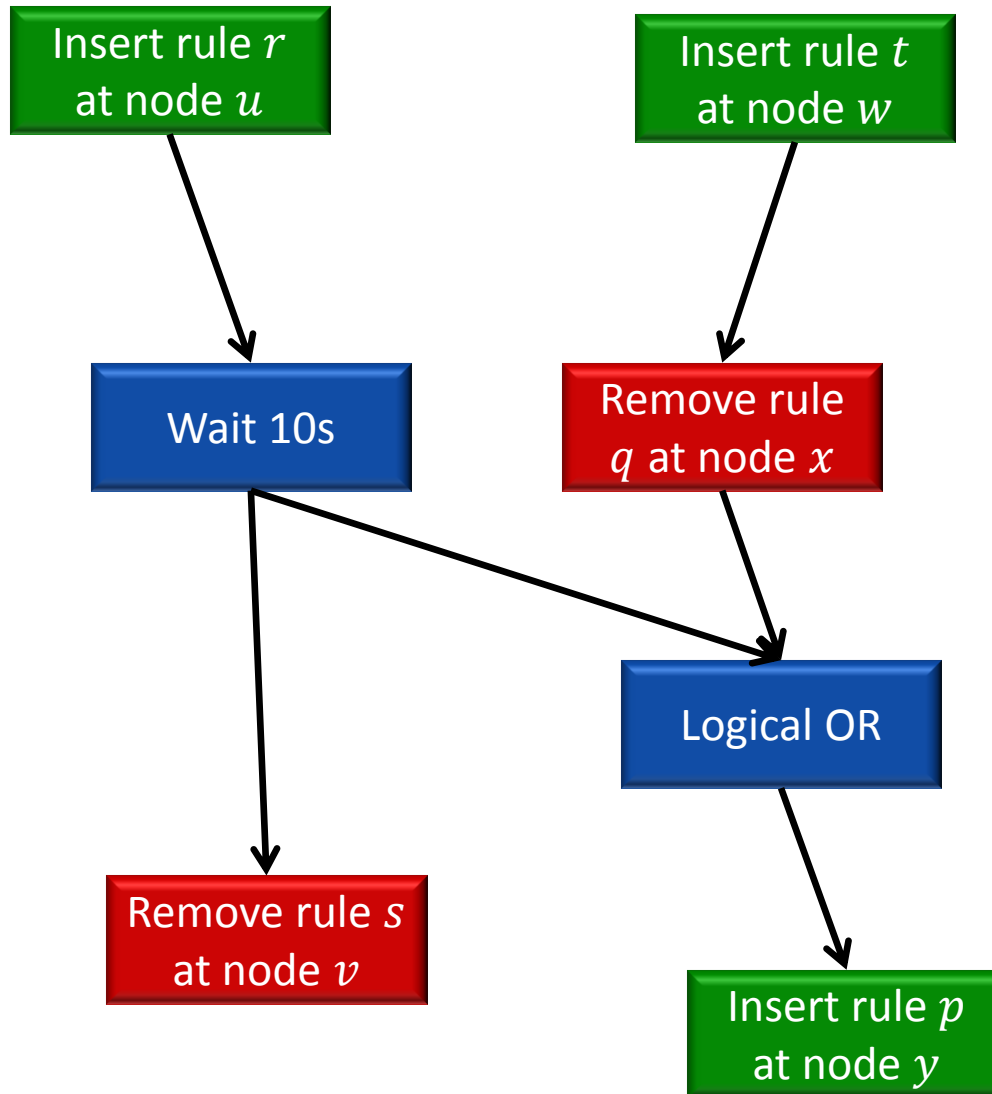 Insert rule r
at node u
Insert rule t
at node w
Wait 10s
Remove rule
q at node x
Logical OR
Remove rule s
at node v
Insert rule p
at node y